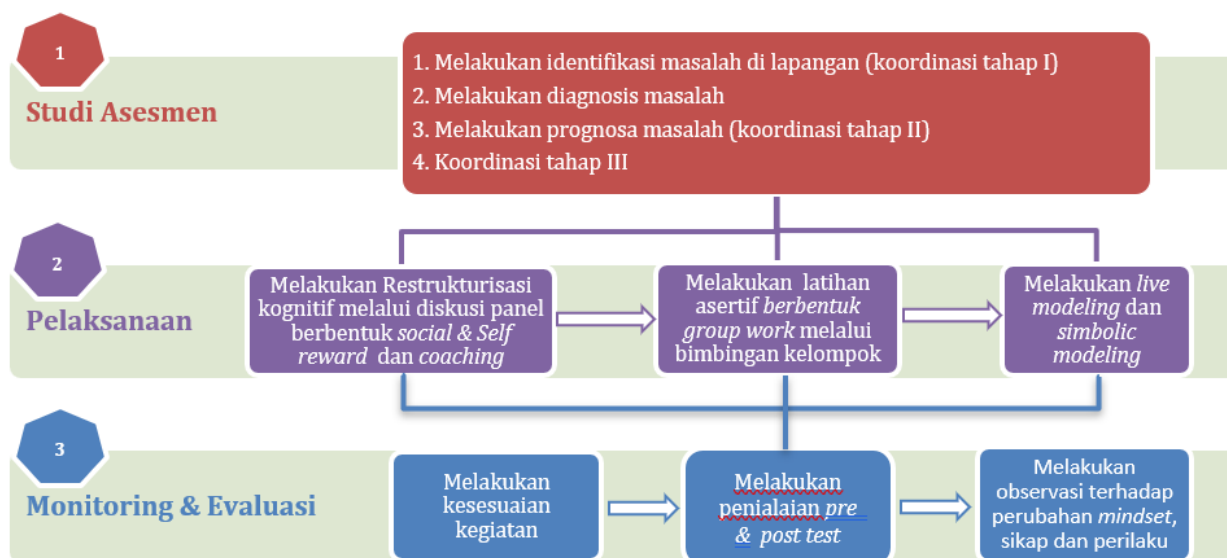 1
Studi Asesmen
1. Melakukan identifikasi masalah di lapangan (koordinasi tahap I)
2. Melakukan diagnosis masalah
3. Melakukan prognosa masalah (koordinasi tahap II)
4. Koordinasi tahap III
2
Pelaksanaan
Melakukan Restrukturisasi
kognitif melalui diskusi panel
berbentuk social & Self
reward dan coaching
Melakukan latihan
asertif berbentuk
group work melalui
bimbingan kelompok
Melakukan live
modeling dan
simbolic
modeling
3
Monitoring & Evaluasi
Melakukan
kesesuaian
kegiatan
Melakukan
penialaian pre
& post test
Melakukan
observasi terhadap
perubahan mindset,
sikap dan perilaku